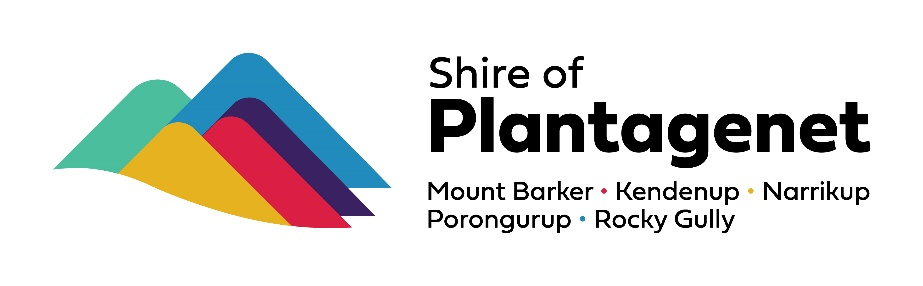 Shire of
Plantagenet
Mount Barker • Kendenup • Narrikup
Porongurup • Rocky Gully